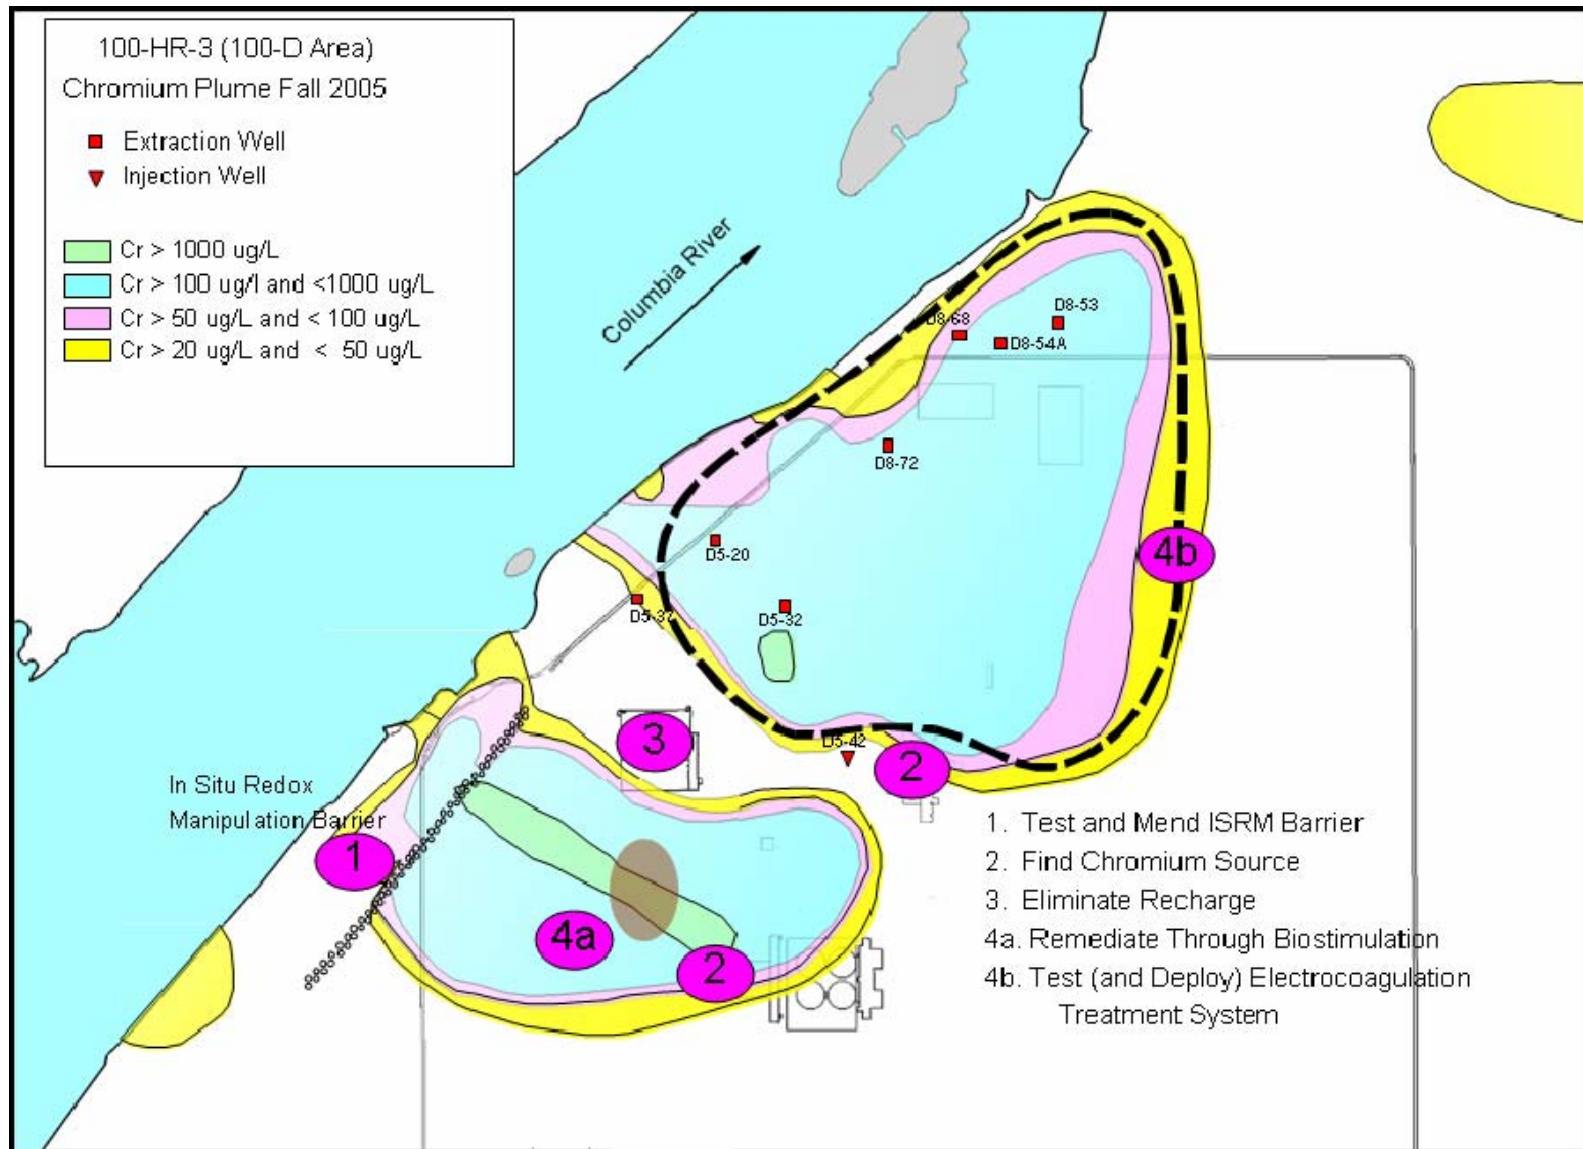 100-HR-3 (100-D Area)
Chromium Plume Fall 2005
Extraction Well
Injection Well
Cr > 1000 ug/L
Cr > 100 ug/l and <1000 ug/L
Cr > 50 ug/L and < 100 ug/L
Cr > 20 ug/L and < 50 ug/L
Columbia River
D8-53
D8-68
D8-54A
D8-72
D5-20
4b
D5-32
D5-37
D5-42
3
2
In Situ Redox
Manipulation Barrier
1
4a
2
1. Test and Mend ISRM Barrier
2. Find Chromium Source
3. Eliminate Recharge
4a. Remediate Through Biostimulation
4b. Test (and Deploy) Electrocoagulation
Treatment System